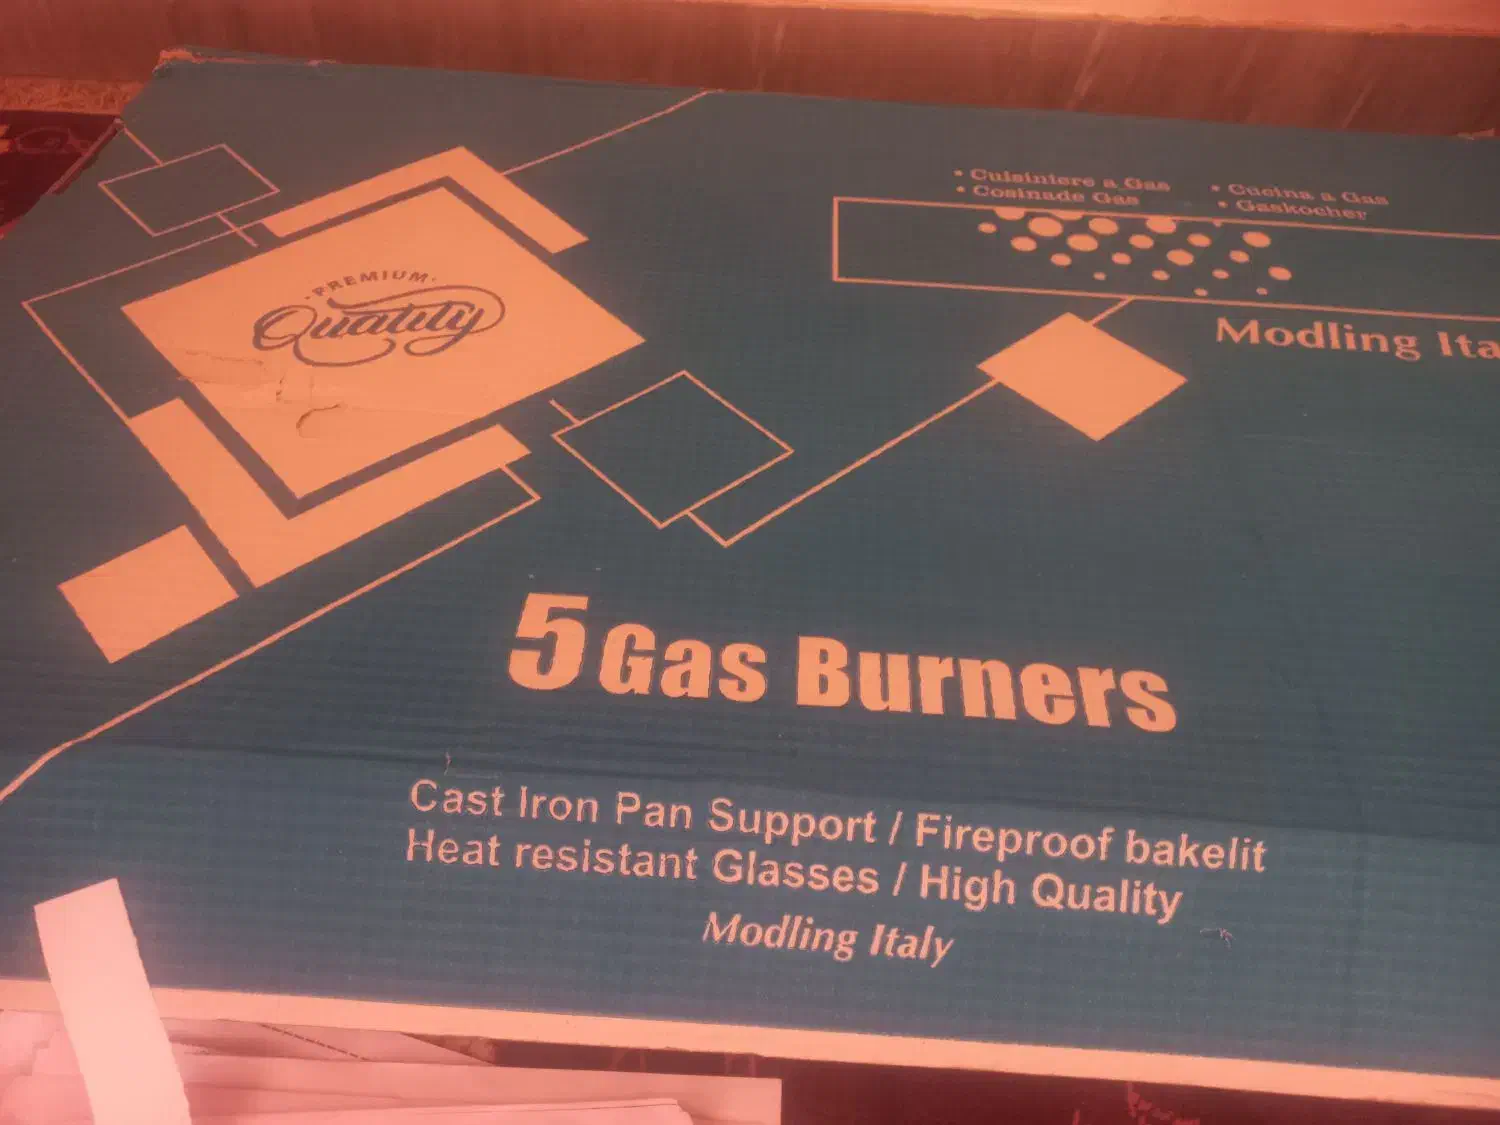 • PREMIUM •
Quality
• Cuisiniere a Gas
• Cosinade Gas
• Cucina a Gas
• Gaskocher
Modling Ita
5 Gas Burners
Cast Iron Pan Support / Fireproof bakelit
Heat resistant Glasses / High Quality
Modling Italy